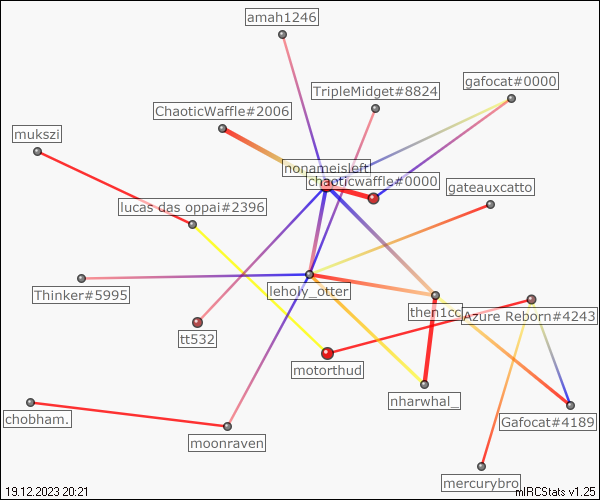 amah1246
gafocat#0000
TripleMidget#8824
ChaoticWaffle#2006
mukszi
nonameisleft
chaoticwaffle#0000
gateauxcatto
lucas das oppai#2396
Thinker#5995
leholy_otter
then1cc
Azure Reborn#4243
tt532
motorthud
nharwhal_
chobham.
Gafocat#4189
moonraven
mercurybro
19.12.2023 20:21
mIRCStats v1.25